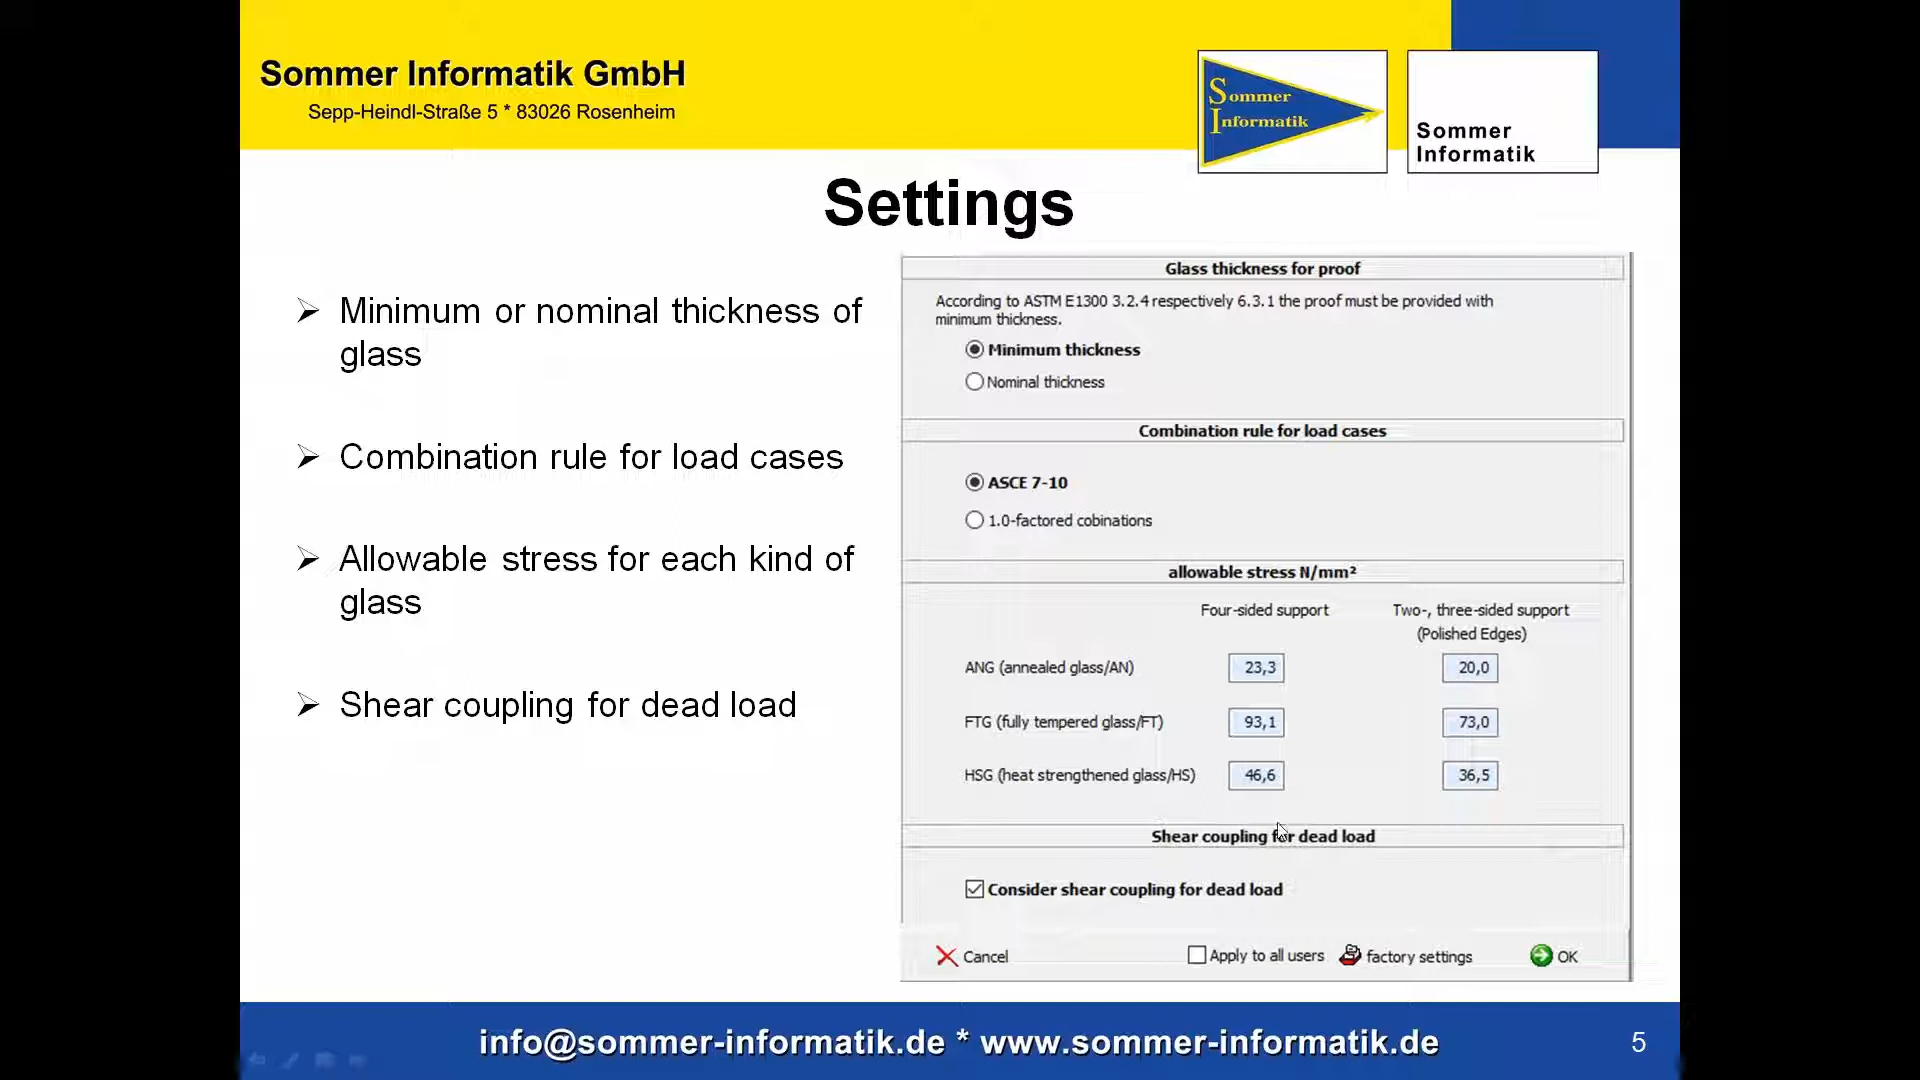 Sommer Informatik GmbH
Sepp-Heindl-Straße 5 * 83026 Rosenheim
Sommer
Informatik
Sommer
Informatik
Settings
Minimum or nominal thickness of
glass
Combination rule for load cases
Allowable stress for each kind of
glass
Shear coupling for dead load
Glass thickness for proof
According to ASTM E1300 3.2.4 respectively 6.3.1 the proof must be provided with
minimum thickness.
Minimum thickness
Nominal thickness
Combination rule for load cases
ASCE 7-10
1.0-factored cobinations
allowable stress N/mm²
Four-sided support Two-, three-sided support
(Polished Edges)
ANG (annealed glass/AN) 23,3 20,0
FTG (fully tempered glass/FT) 93,1 73,0
HSG (heat strengthened glass/HS) 46,6 36,5
Shear coupling for dead load
Consider shear coupling for dead load
Cancel Apply to all users factory settings OK
info@sommer-informatik.de * www.sommer-informatik.de 5